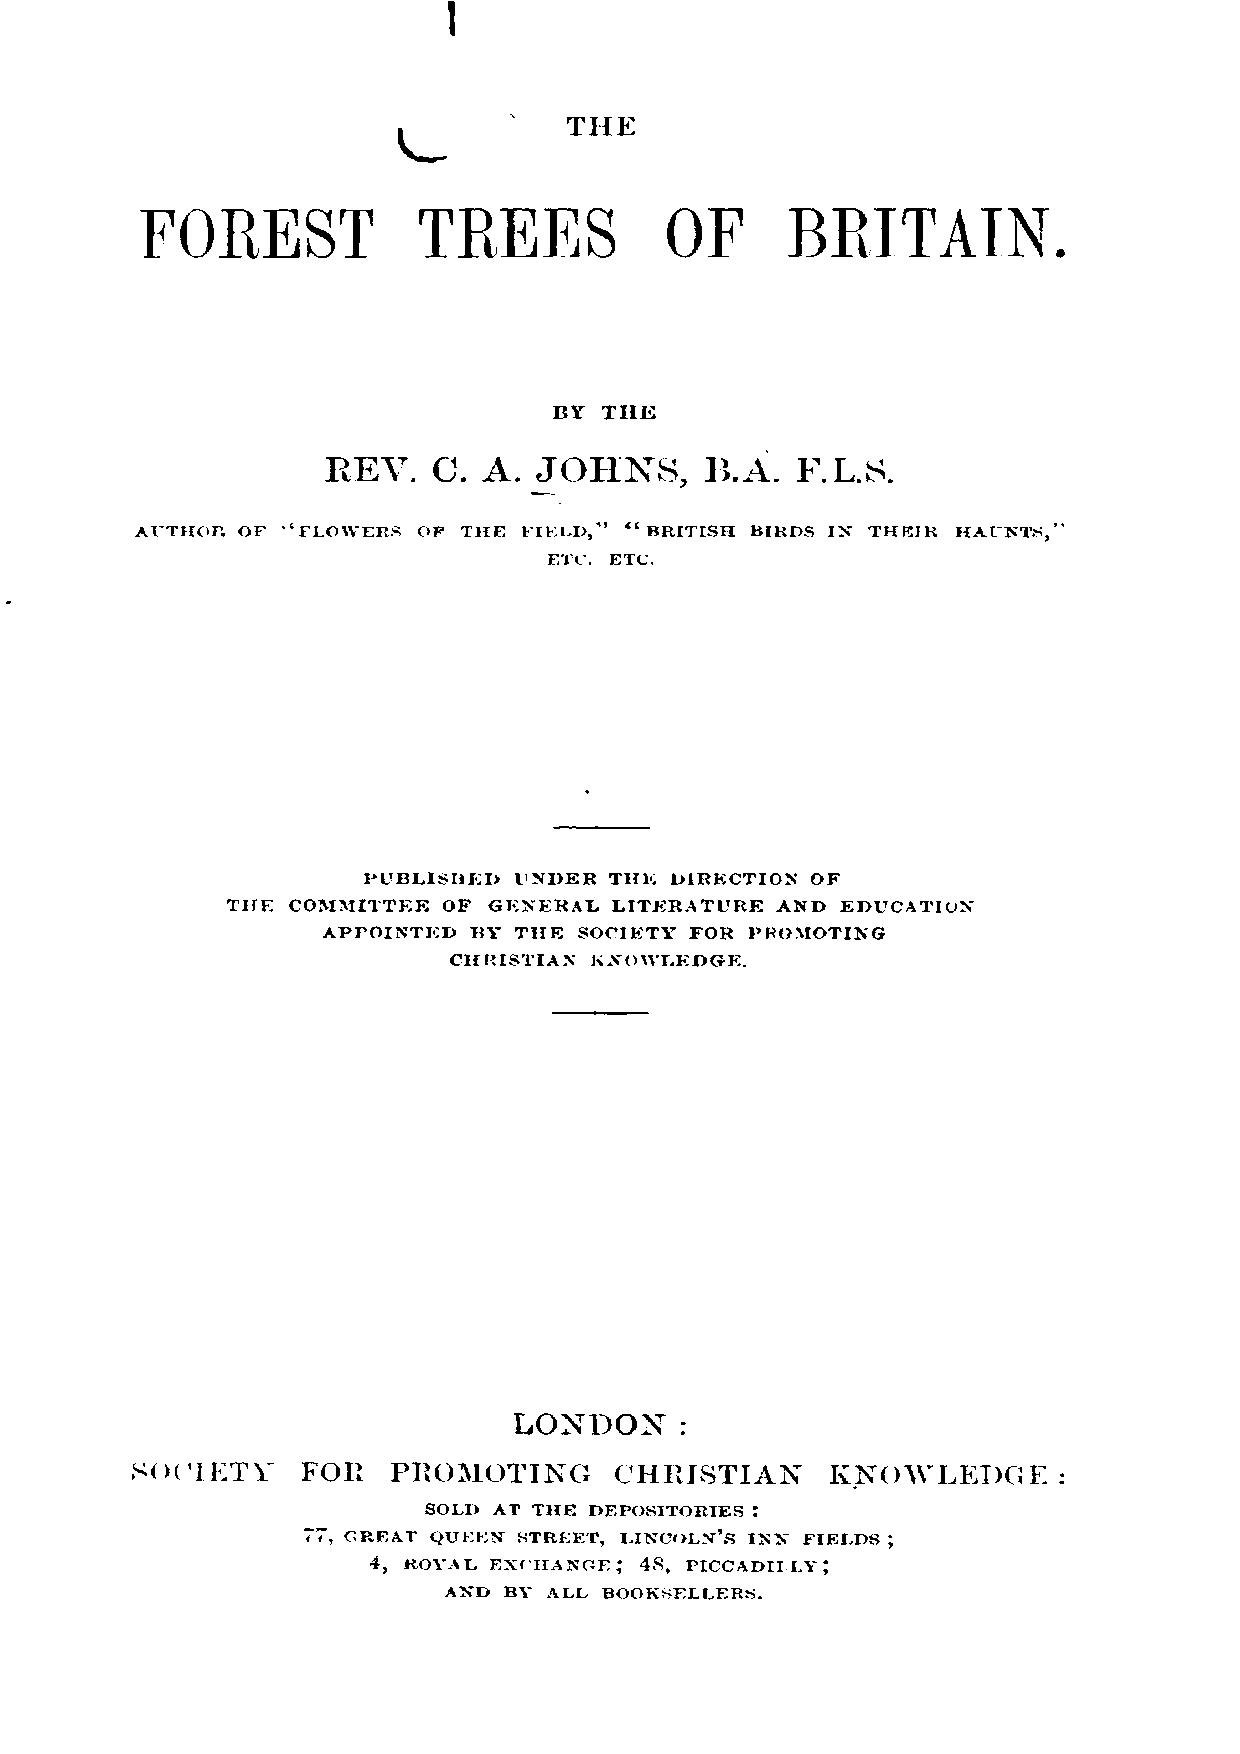 THE
FOREST TREES OF BRITAIN.
BY THE
REV. C. A. JOHNS, B.A. F.L.S.
AUTHOR OF "FLOWERS OF THE FIELD," "BRITISH BIRDS IN THEIR HAUNTS,"
ETC. ETC.
PUBLISHED UNDER THE DIRECTION OF
THE COMMITTEE OF GENERAL LITERATURE AND EDUCATION
APPOINTED BY THE SOCIETY FOR PROMOTING
CHRISTIAN KNOWLEDGE.
LONDON :
SOCIETY FOR PROMOTING CHRISTIAN KNOWLEDGE :
SOLD AT THE DEPOSITORIES :
77, GREAT QUEEN STREET, LINCOLN'S INN FIELDS ;
4, ROYAL EXCHANGE ; 48, PICCADILLY ;
AND BY ALL BOOKSELLERS.